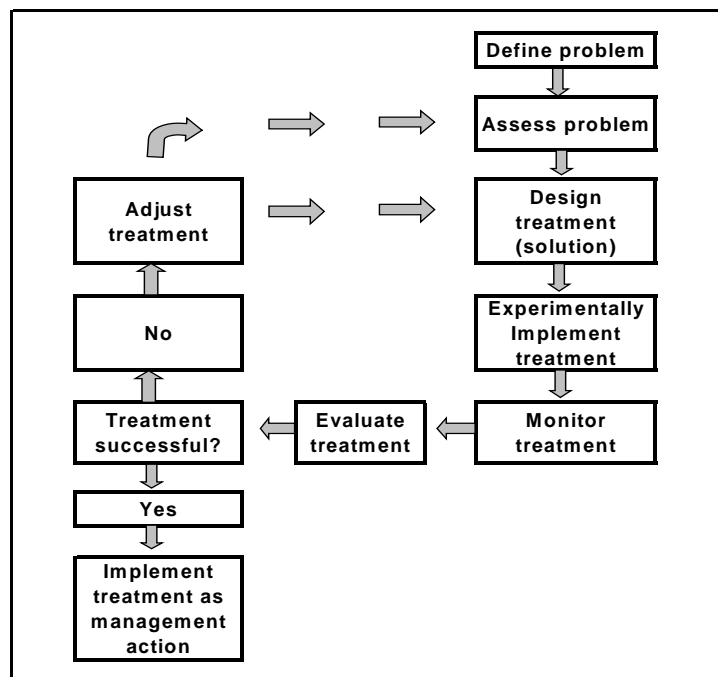 Define problem
Assess problem
Design
treatment
(solution)
Experimentally
Implement
treatment
Monitor
treatment
Evaluate
treatment
Treatment
successful?
No
Adjust
treatment
Yes
Implement
treatment as
management
action